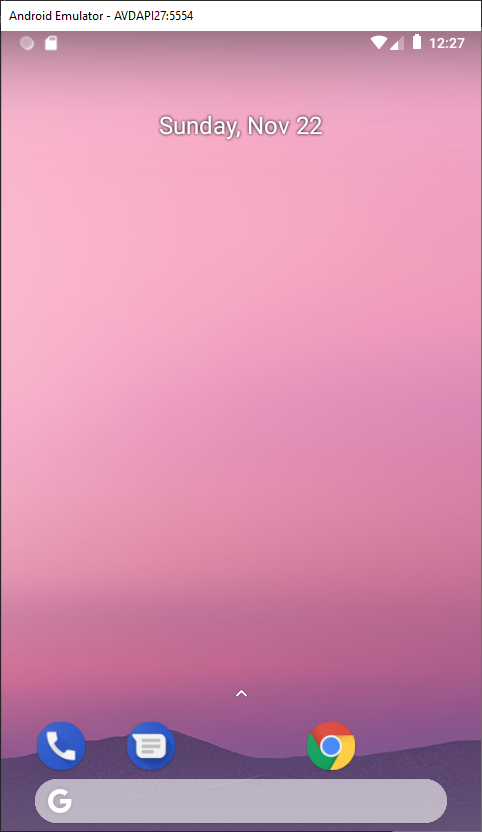 Android Emulator - AVDAPI27:5554
12:27
Sunday, Nov 22
G